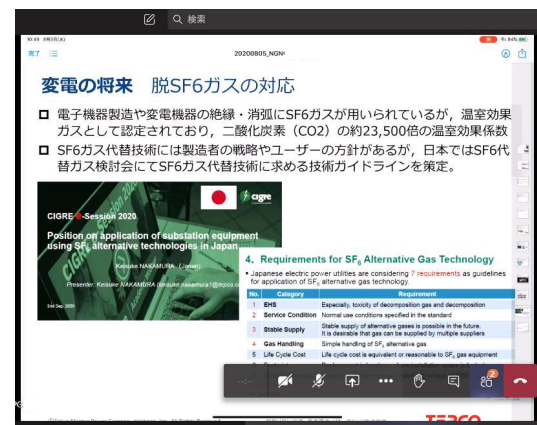 検索
10:49 8月5日(水)
84%
完了
20200805_NGN
変電の将来 脱SF6ガスの対応
電子機器製造や変電機器の絶縁・消弧にSF6ガスが用いられているが，温室効果
ガスとして認定されており，二酸化炭素（CO2）の約23,500倍の温室効果係数
SF6ガス代替技術には製造者の戦略やユーザーの方針があるが，日本ではSF6代
替ガス検討会にてSF6ガス代替技術に求める技術ガイドラインを策定。
cigre
CIGRE e-Session 2020
Position on application of substation equipment
using SF6 alternative technologies in Japan
Keisuke NAKAMURA (Japan)
Presenter: Keisuke NAKAMURA (keisuke.nakamura1@tepco.c
4. Requirements for SF6 Alternative Gas Technology
• Japanese electric power utilities are considering 7 requirements as guidelines
for application of SF6 alternative gas technology.
No. Category Requirement
1 EHS Especially, toxicity of decomposition gas and decomposition
2 Service Condition Normal use conditions specified in the standard
3 Stable Supply Stable supply of alternative gases is possible in the future.
It is desirable that gas can be supplied by multiple suppliers
4 Gas Handling Simple handling of SF6 alternative gas
5 Life Cycle Cost Life cycle cost is equivalent or reasonable to SF6 gas equipment
2
TEPCO